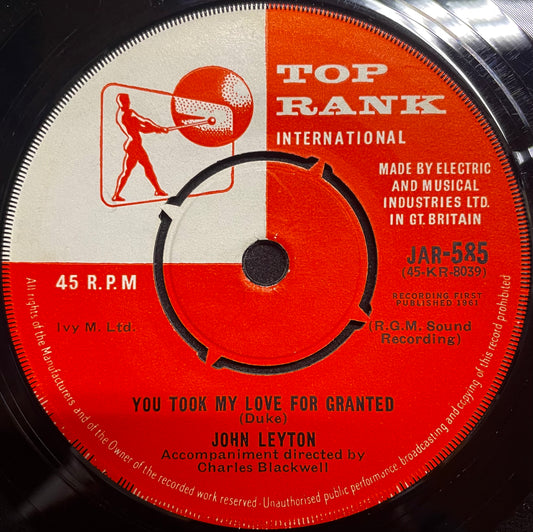 TOP
RANK
INTERNATIONAL
MADE BY ELECTRIC
AND MUSICAL
INDUSTRIES LTD.
IN GT. BRITAIN
JAR-585
(45-KR-8039)
45 R.P.M
RECORDING FIRST
PUBLISHED 1961
Ivy M. Ltd.
(R.G.M. Sound
Recording)
YOU TOOK MY LOVE FOR GRANTED
(Duke)
JOHN LEYTON
Accompaniment directed by
Charles Blackwell
All rights of the Manufacturers and of the Owner of the recorded work reserved · Unauthorised public performance, broadcasting and copying of this record prohibited